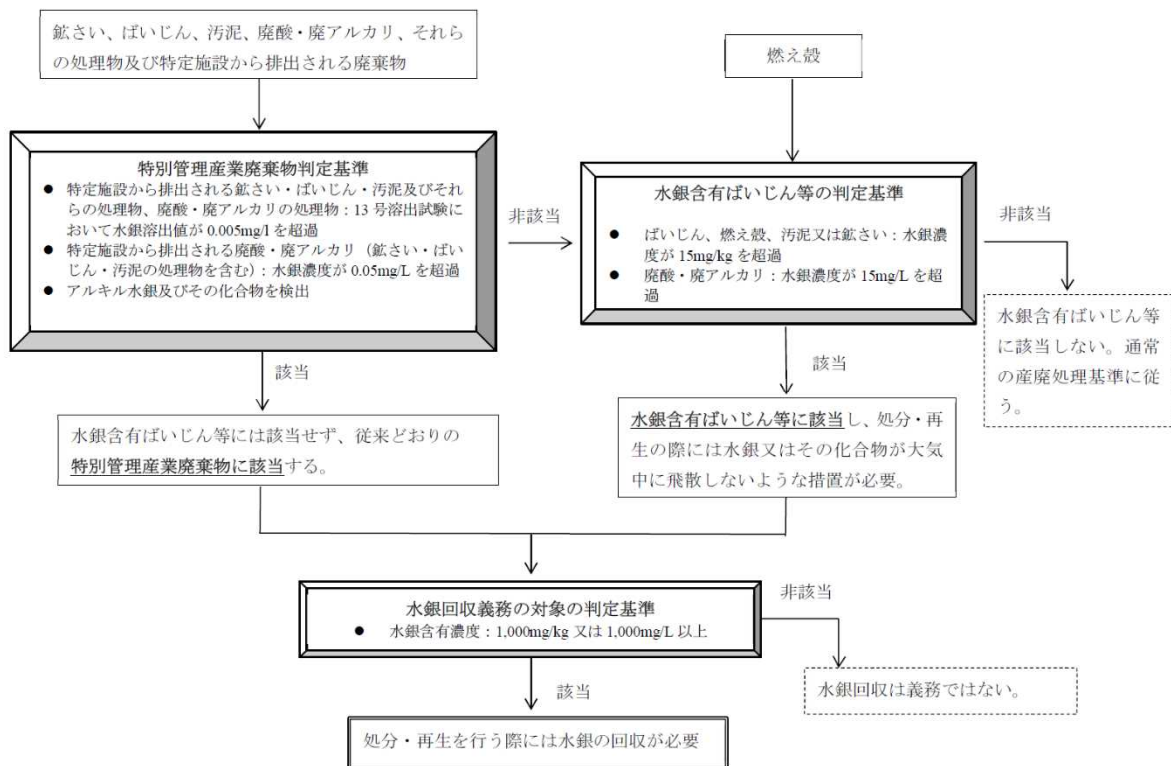 鉱さい、ばいじん、汚泥、廃酸・廃アルカリ、それら
の処理物及び特定施設から排出される廃棄物
燃え殻
特別管理産業廃棄物判定基準
● 特定施設から排出される鉱さい・ばいじん・汚泥及びそれ
らの処理物、廃酸・廃アルカリの処理物：13 号溶出試験に
おいて水銀溶出値が 0.005mg/l を超過
● 特定施設から排出される廃酸・廃アルカリ（鉱さい・ばい
じん・汚泥の処理物を含む）：水銀濃度が 0.05mg/L を超過
● アルキル水銀及びその化合物を検出
非該当
水銀含有ばいじん等の判定基準
● ばいじん、燃え殻、汚泥又は鉱さい：水銀濃
度が 15mg/kg を超過
● 廃酸・廃アルカリ：水銀濃度が 15mg/L を超
過
非該当
水銀含有ばいじん等
に該当しない。通常
の産廃処理基準に従
う。
該当
該当
水銀含有ばいじん等には該当せず、従来どおりの
特別管理産業廃棄物に該当する。
水銀含有ばいじん等に該当し、処分・再
生の際には水銀又はその化合物が大気
中に飛散しないような措置が必要。
水銀回収義務の対象の判定基準
● 水銀含有濃度：1,000mg/kg 又は 1,000mg/L 以上
非該当
水銀回収は義務ではない。
該当
処分・再生を行う際には水銀の回収が必要